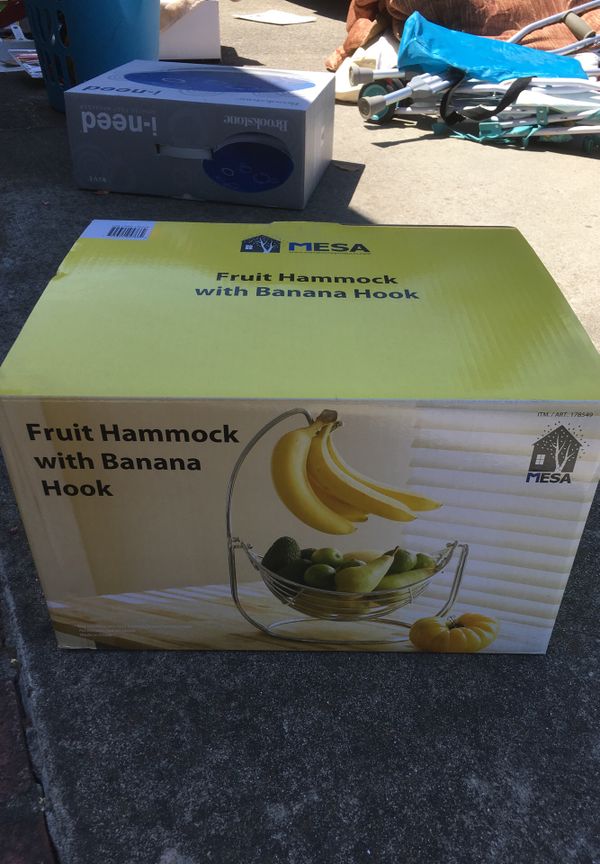 i-need
Brookstone
MESA
Fruit Hammock
with Banana Hook
ITM. / ART. 178549
Fruit Hammock
with Banana
Hook
MESA